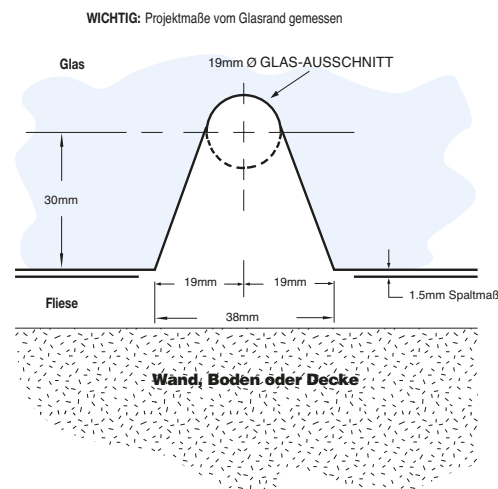 WICHTIG: Projektmaße vom Glasrand gemessen
Glas
19mm Ø GLAS-AUSSCHNITT
30mm
19mm
19mm
1.5mm Spaltmaß
Fliese
38mm
Wand, Boden oder Decke